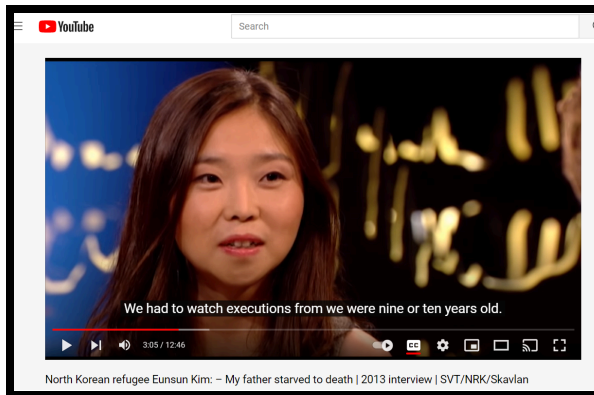 YouTube
Search
We had to watch executions from we were nine or ten years old.
3:05 / 12:46
CC
North Korean refugee Eunsun Kim: – My father starved to death | 2013 interview | SVT/NRK/Skavlan